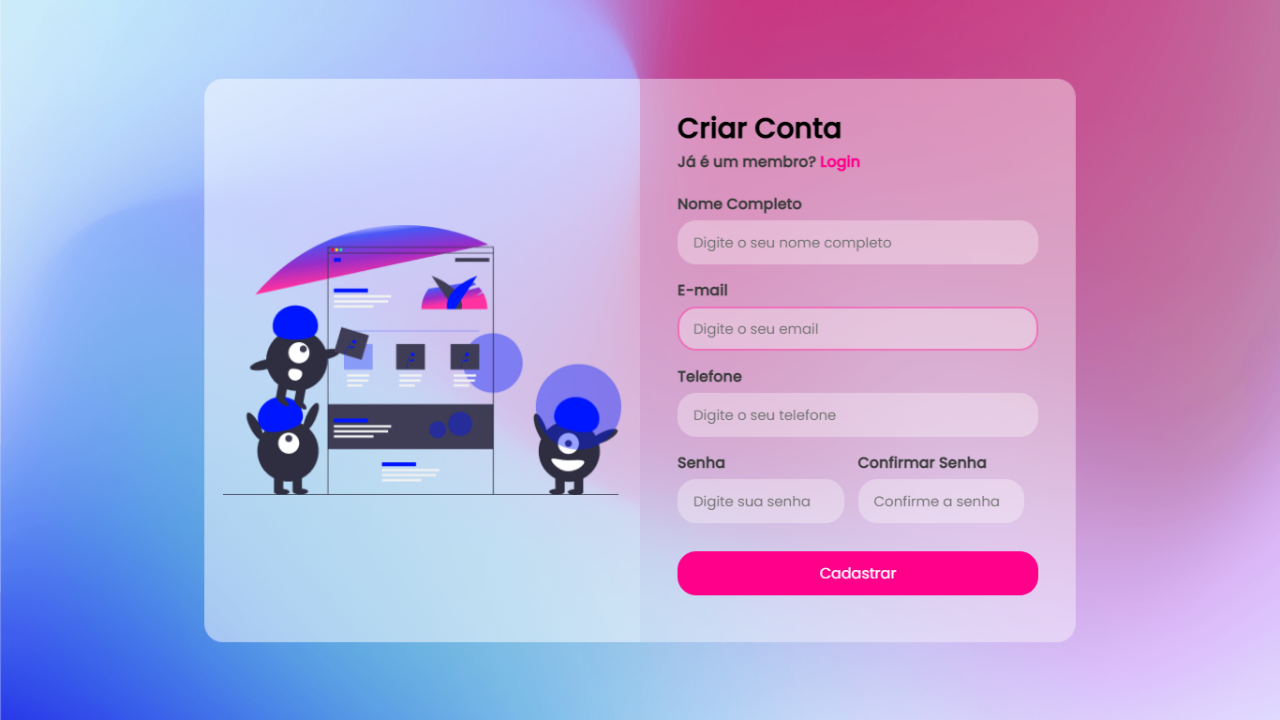 Criar Conta
Já é um membro? Login
Nome Completo
Digite o seu nome completo
E-mail
Digite o seu email
Telefone
Digite o seu telefone
Senha Confirmar Senha
Digite sua senha Confirme a senha
Cadastrar